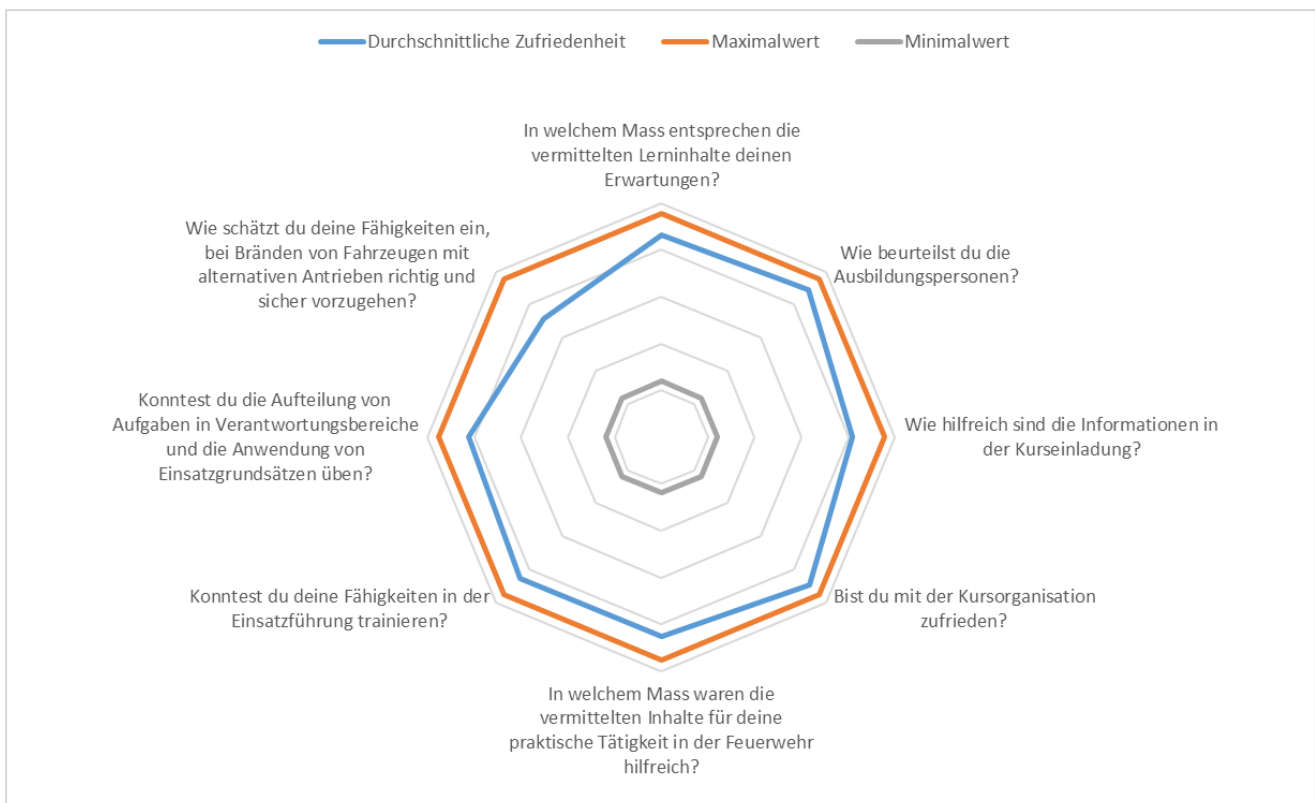 Durchschnittliche Zufriedenheit Maximalwert Minimalwert
In welchem Mass entsprechen die
vermittelten Lerninhalte deinen
Erwartungen?
Wie beurteilst du die
Ausbildungspersonen?
Wie hilfreich sind die Informationen in
der Kurseinladung?
Bist du mit der Kursorganisation
zufrieden?
In welchem Mass waren die
vermittelten Inhalte für deine
praktische Tätigkeit in der Feuerwehr
hilfreich?
Konntest du deine Fähigkeiten in der
Einsatzführung trainieren?
Konntest du die Aufteilung von
Aufgaben in Verantwortungsbereiche
und die Anwendung von
Einsatzgrundsätzen üben?
Wie schätzt du deine Fähigkeiten ein,
bei Bränden von Fahrzeugen mit
alternativen Antrieben richtig und
sicher vorzugehen?